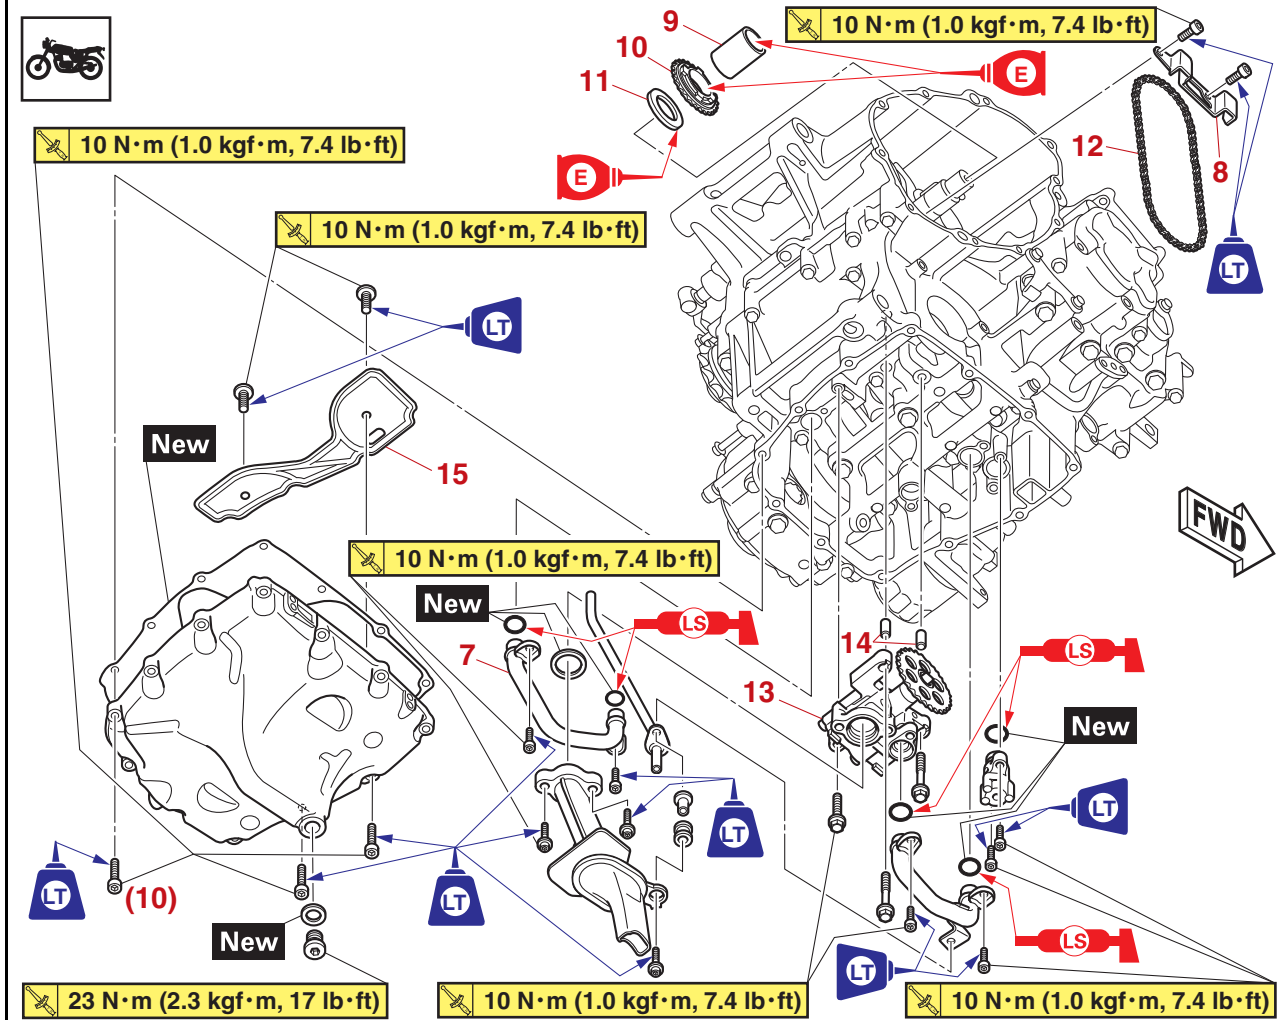 9
10 N•m (1.0 kgf•m, 7.4 lb•ft)
10
E
11
10 N•m (1.0 kgf•m, 7.4 lb•ft)
12
8
E
10 N•m (1.0 kgf•m, 7.4 lb•ft)
LT
LT
New
15
FWD
10 N•m (1.0 kgf•m, 7.4 lb•ft)
New
LS
7
14
LS
13
New
LT
LT
LT
(10)
LT
New
LS
LT
23 N•m (2.3 kgf•m, 17 lb•ft)
10 N•m (1.0 kgf•m, 7.4 lb•ft)
10 N•m (1.0 kgf•m, 7.4 lb•ft)